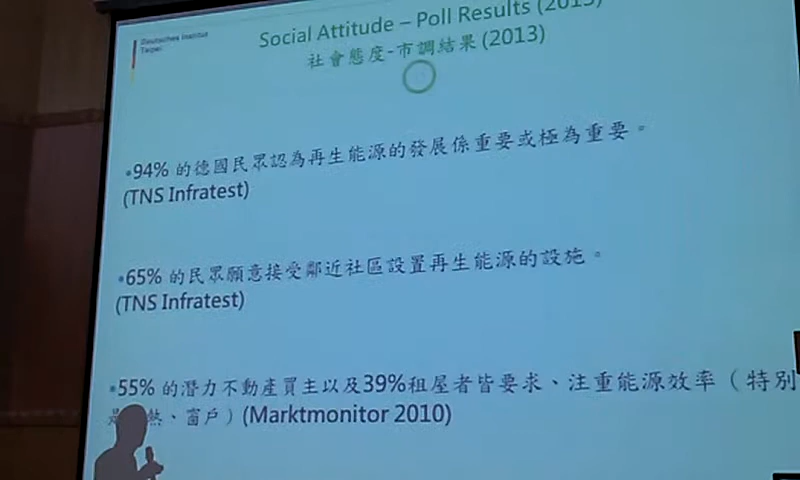 Deutsches Institut
Taipei
Social Attitude – Poll Results (2013)
社會態度-市調結果 (2013)
•94% 的德國民眾認為再生能源的發展係重要或極為重要。
(TNS Infratest)
•65% 的民眾願意接受鄰近社區設置再生能源的設施。
(TNS Infratest)
•55% 的潛力不動產買主以及39%租屋者皆要求、注重能源效率（特別
熱、窗戶）(Marktmonitor 2010)